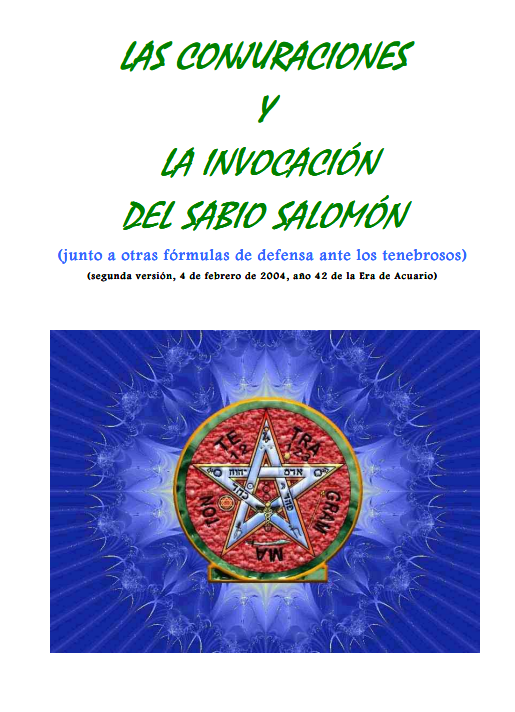 LAS CONJURACIONES
Y
LA INVOCACIÓN
DEL SABIO SALOMÓN
(junto a otras fórmulas de defensa ante los tenebrosos)
(segunda versión, 4 de febrero de 2004, año 42 de la Era de Acuario)
TE TRA
GRAM
MA
TON